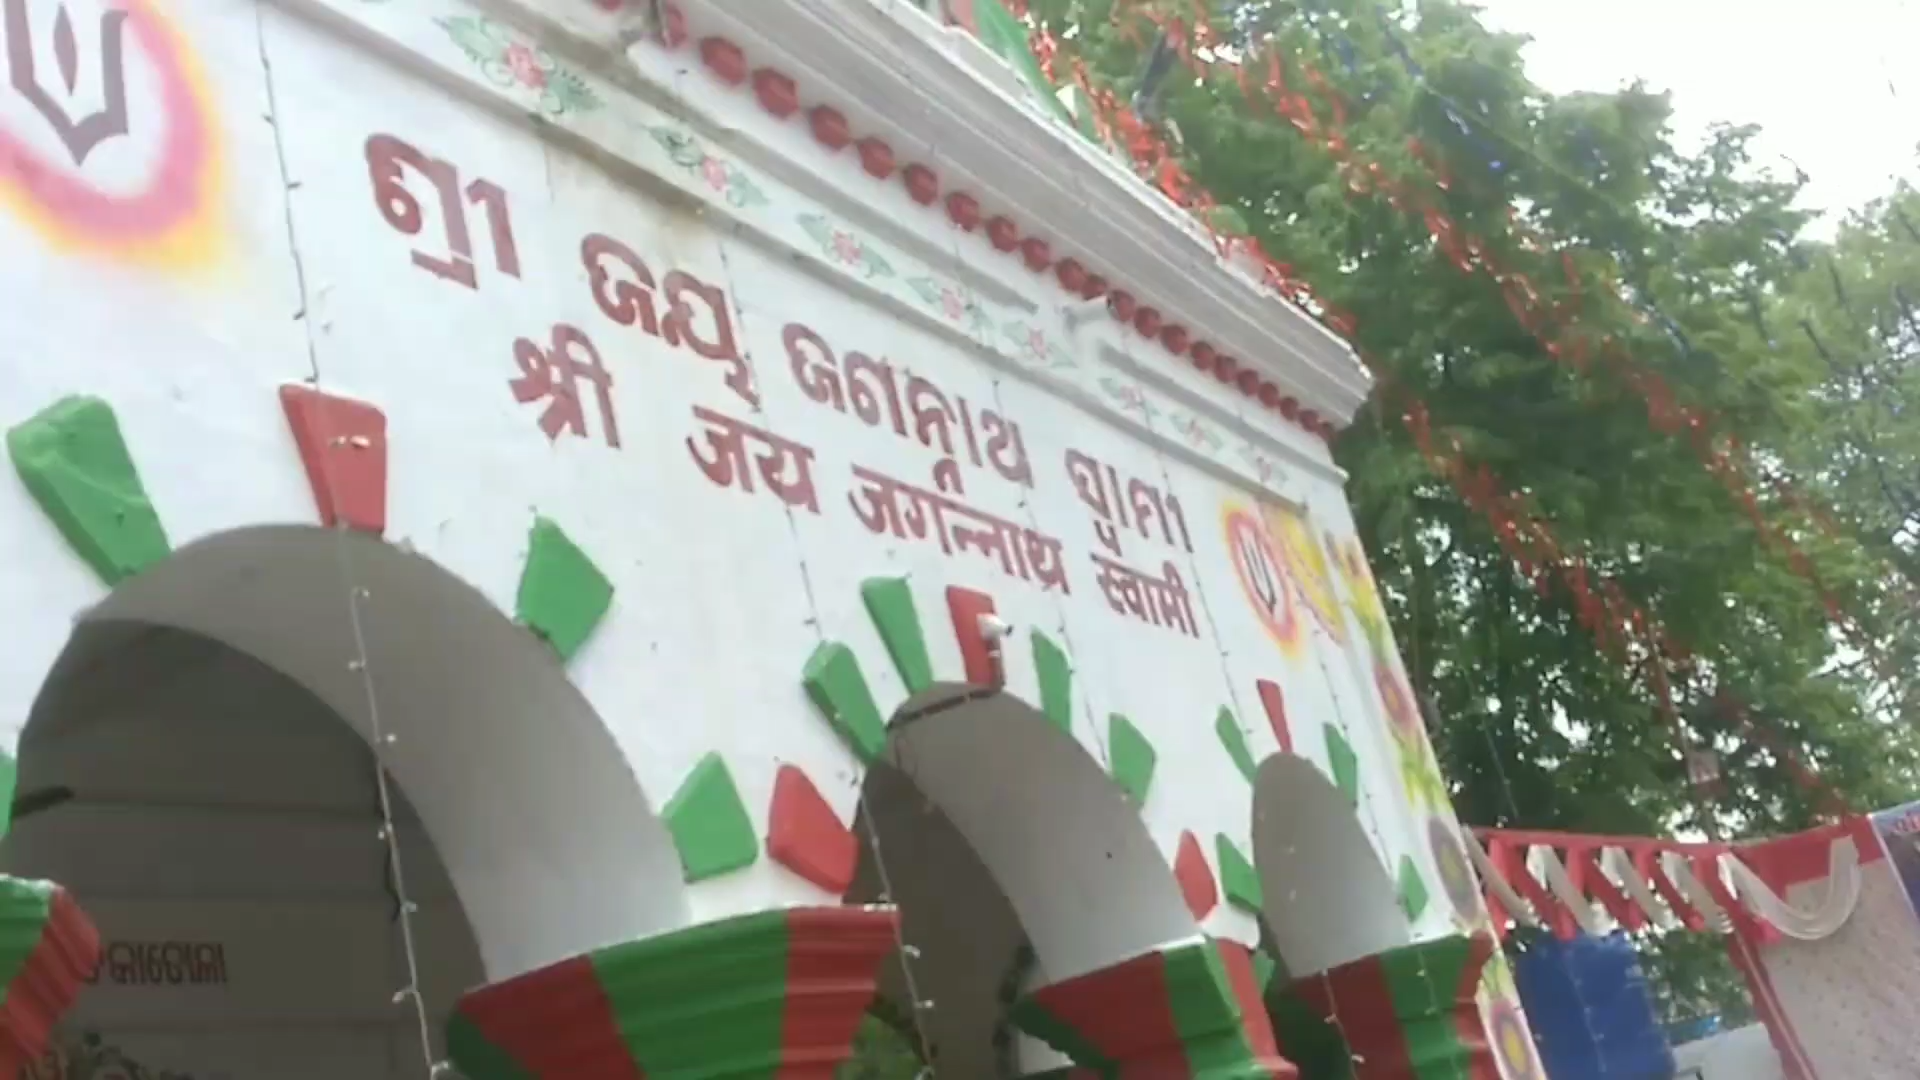 ଶ୍ରୀ ଜୟ ଜଗନ୍ନାଥ ସ୍ୱାମୀ
श्री जय जगन्नाथ स्वामी